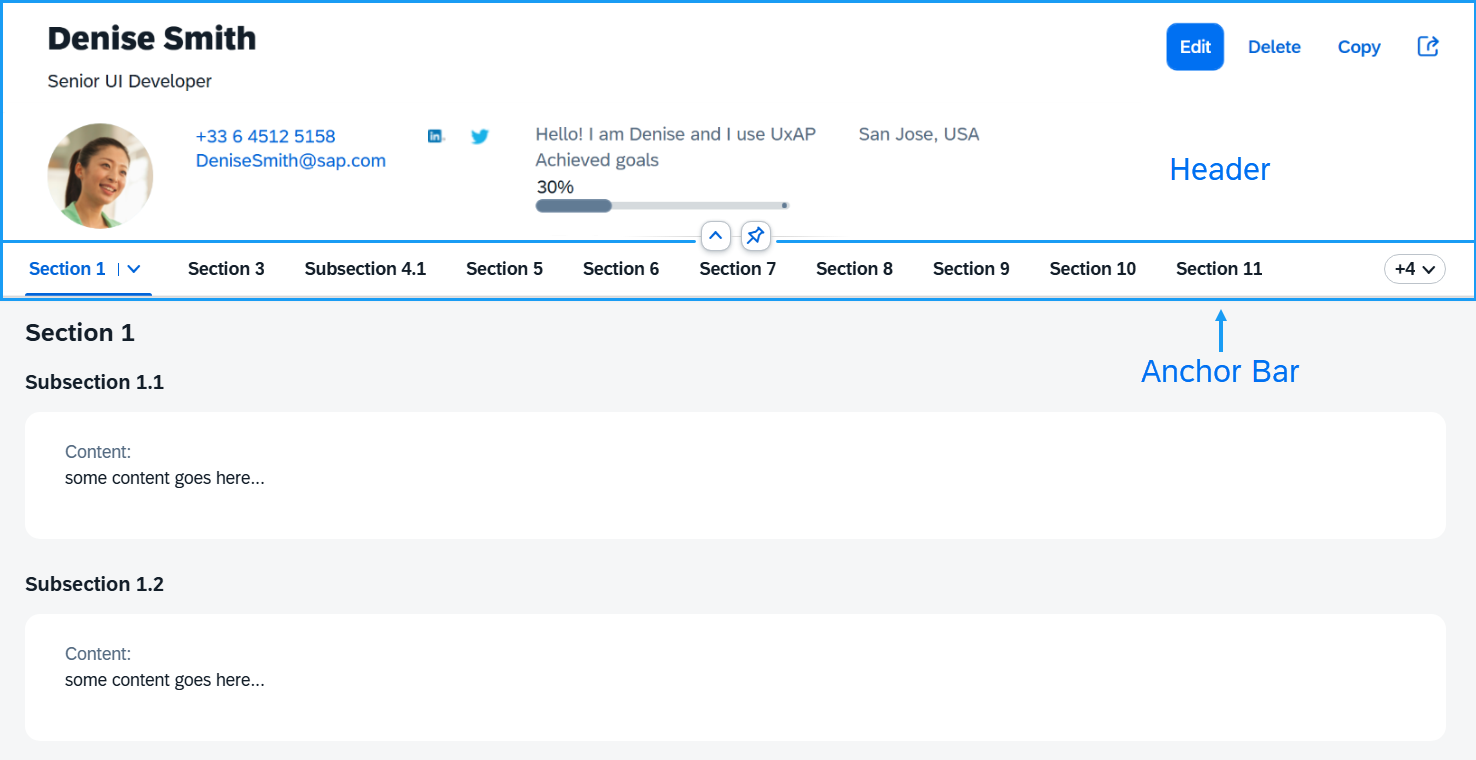 Denise Smith
Edit
Delete
Copy
Senior UI Developer
+33 6 4512 5158
DeniseSmith@sap.com
in
Hello! I am Denise and I use UxAP
Achieved goals
30%
San Jose, USA
Header
Section 1
Section 3
Subsection 4.1
Section 5
Section 6
Section 7
Section 8
Section 9
Section 10
Section 11
+4
Anchor Bar
Section 1
Subsection 1.1
Content:
some content goes here...
Subsection 1.2
Content:
some content goes here...